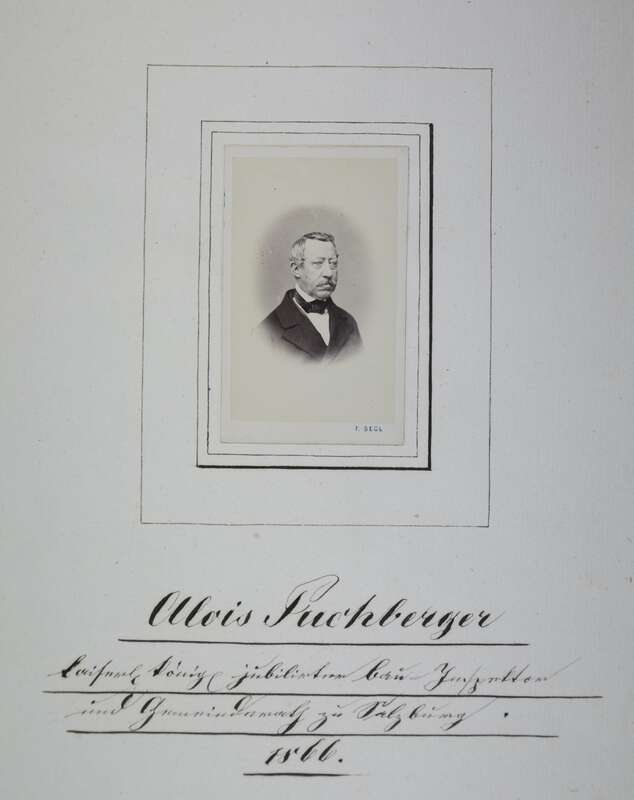 F. SEGL
Alois Puchberger
kaiserl. königl. jubilirter bau-Inspektor
und Gemeinderath zu Salzburg.
1866.